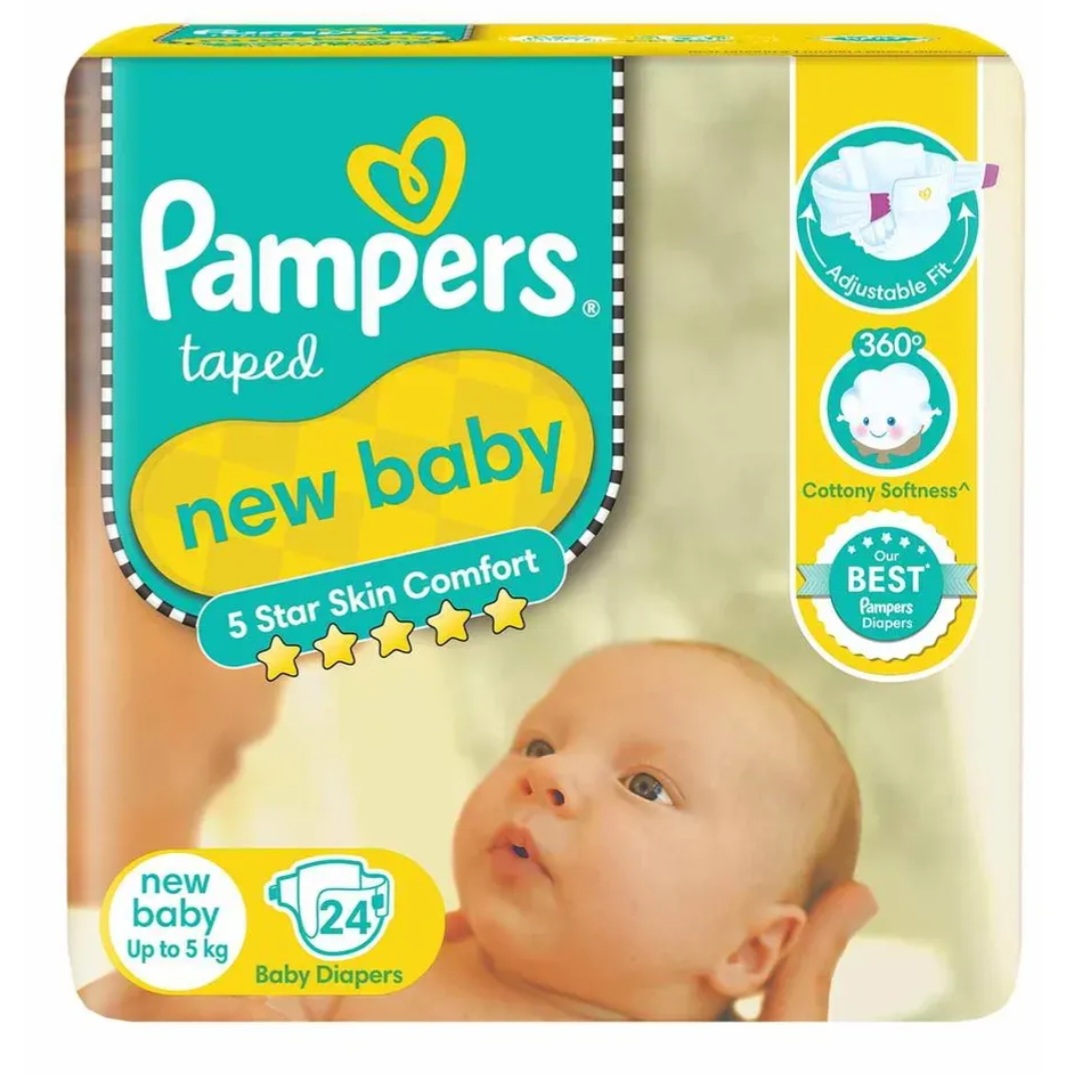 Pampers®
taped
new baby
5 Star Skin Comfort
Adjustable Fit
360°
Cottony Softness^
Our
BEST*
Pampers
Diapers
new
baby
Up to 5 kg
24
Baby Diapers